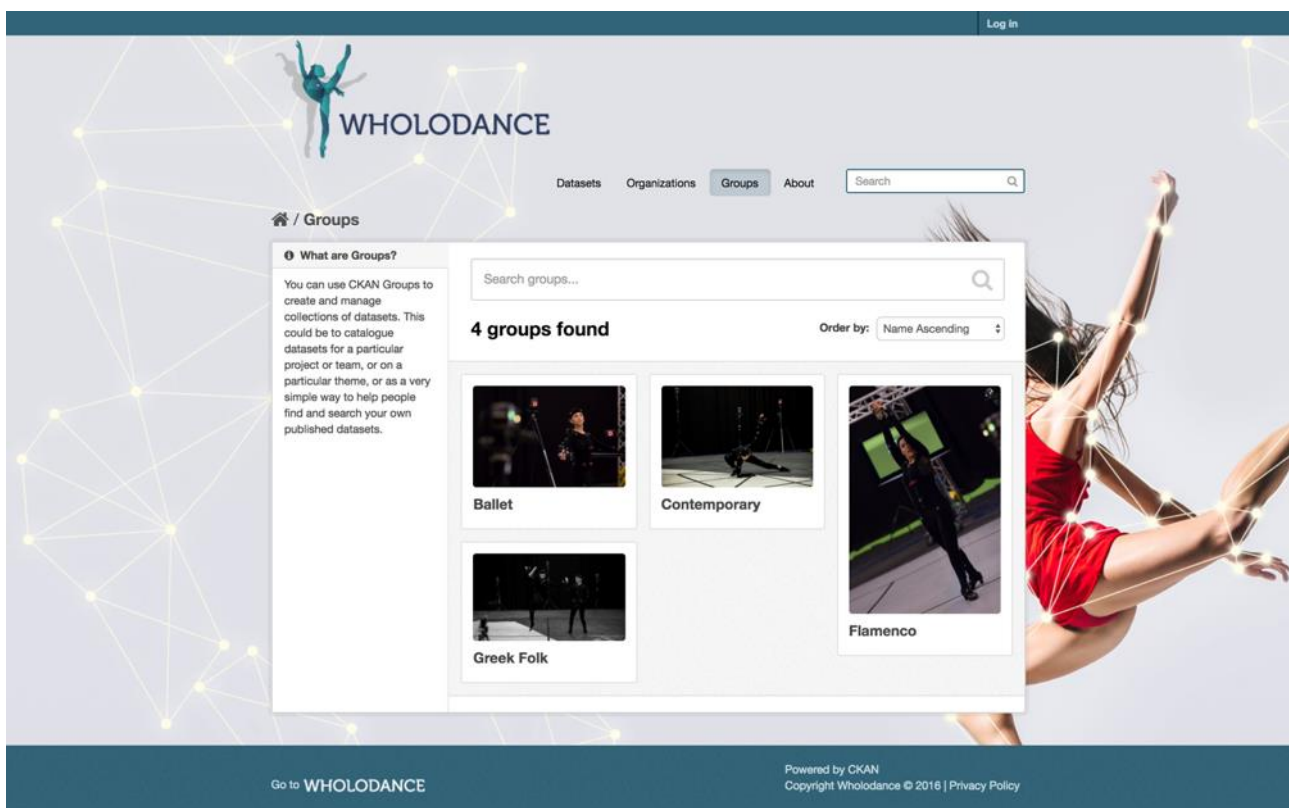 Log in
WHOLODANCE
Datasets Organizations Groups About Search
/ Groups
What are Groups?
You can use CKAN Groups to
create and manage
collections of datasets. This
could be to catalogue
datasets for a particular
project or team, or on a
particular theme, or as a very
simple way to help people
find and search your own
published datasets.
Search groups...
4 groups found
Order by: Name Ascending
Ballet
Contemporary
Flamenco
Greek Folk
Go to WHOLODANCE
Powered by CKAN
Copyright Wholodance © 2016 | Privacy Policy